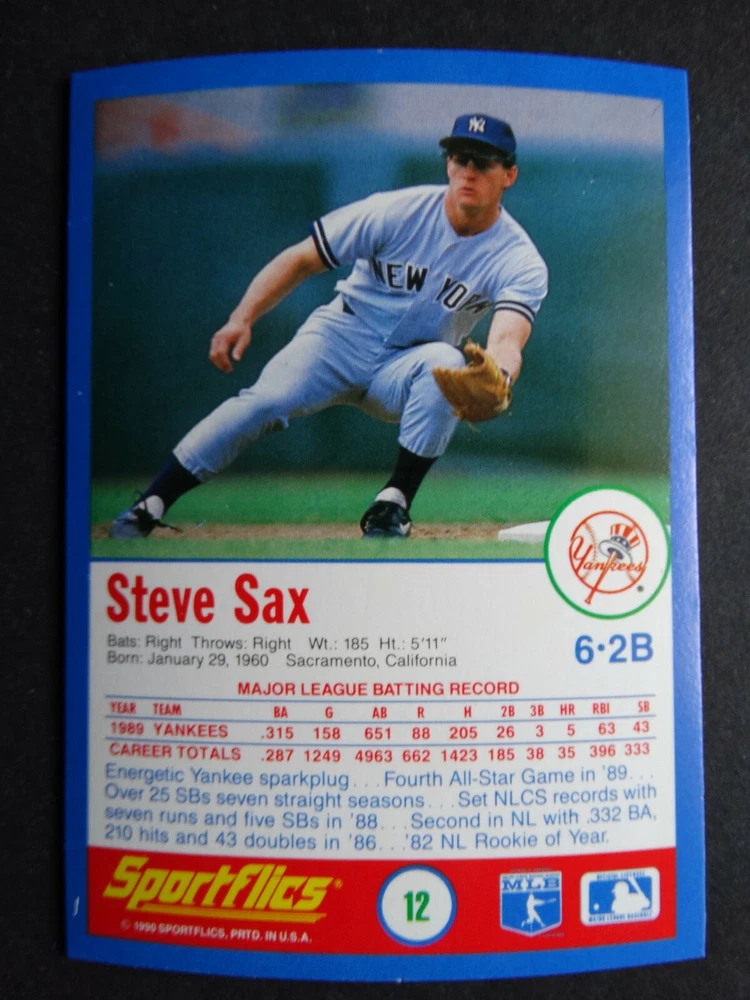 NY
NEW YORK
Yankees
Steve Sax
6•2B
Bats: Right Throws: Right Wt.: 185 Ht.: 5'11"
Born: January 29, 1960 Sacramento, California
MAJOR LEAGUE BATTING RECORD
YEAR TEAM BA G AB R H 2B 3B HR RBI SB
1989 YANKEES .315 158 651 88 205 26 3 5 63 43
CAREER TOTALS .287 1249 4963 662 1423 185 38 35 396 333
Energetic Yankee sparkplug...Fourth All-Star Game in '89...
Over 25 SBs seven straight seasons...Set NLCS records with
seven runs and five SBs in '88...Second in NL with .332 BA,
210 hits and 43 doubles in '86...'82 NL Rookie of Year.
Sportflics®
© 1990 SPORTFLICS, PRTD. IN U.S.A.
12
MLB
MAJOR LEAGUE BASEBALL